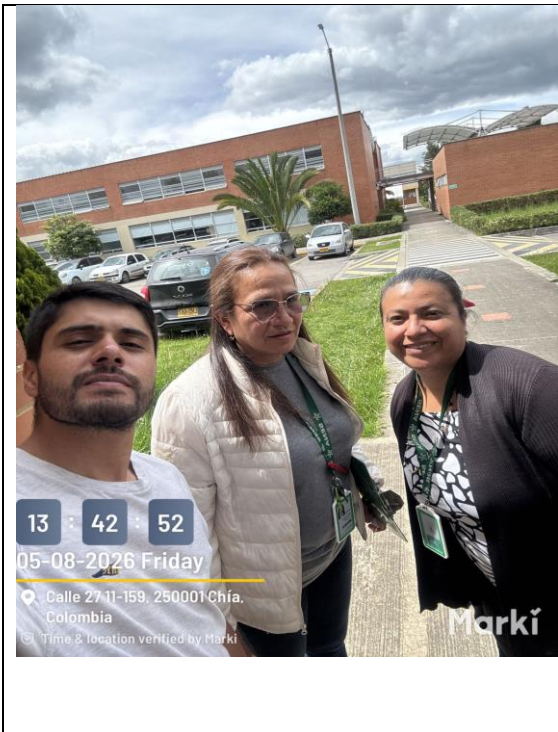 13 : 42 : 52
05-08-2026 Friday
Calle 27 11-159, 250001 Chía,
Colombia
Time & location verified by Marki
Marki